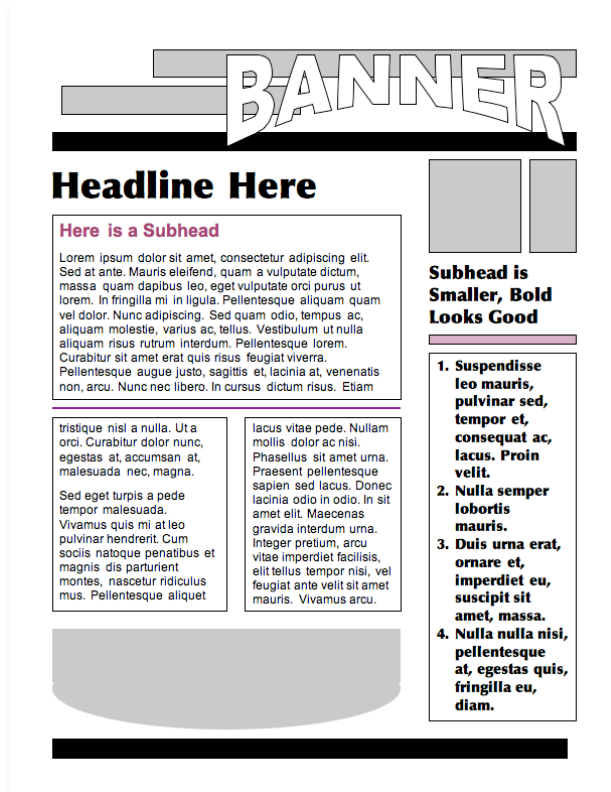 BANNER
Headline Here
Here is a Subhead
Lorem ipsum dolor sit amet, consectetur adipiscing elit.
Sed at ante. Mauris eleifend, quam a vulputate dictum,
massa quam dapibus leo, eget vulputate orci purus ut
lorem. In fringilla mi in ligula. Pellentesque aliquam quam
vel dolor. Nunc adipiscing. Sed quam odio, tempus ac,
aliquam molestie, varius ac, tellus. Vestibulum ut nulla
aliquam risus rutrum interdum. Pellentesque lorem.
Curabitur sit amet erat quis risus feugiat viverra.
Pellentesque augue justo, sagittis et, lacinia at, venenatis
non, arcu. Nunc nec libero. In cursus dictum risus. Etiam
tristique nisl a nulla. Ut a
orci. Curabitur dolor nunc,
egestas at, accumsan at,
malesuada nec, magna.
Sed eget turpis a pede
tempor malesuada.
Vivamus quis mi at leo
pulvinar hendrerit. Cum
sociis natoque penatibus et
magnis dis parturient
montes, nascetur ridiculus
mus. Pellentesque aliquet
lacus vitae pede. Nullam
mollis dolor ac nisi.
Phasellus sit amet urna.
Praesent pellentesque
sapien sed lacus. Donec
lacinia odio in odio. In sit
amet elit. Maecenas
gravida interdum urna.
Integer pretium, arcu
vitae imperdiet facilisis,
elit tellus tempor nisi, vel
feugiat ante velit sit amet
mauris. Vivamus arcu.
Subhead is
Smaller, Bold
Looks Good
1. Suspendisse
leo mauris,
pulvinar sed,
tempor et,
consequat ac,
lacus. Proin
velit.
2. Nulla semper
lobortis
mauris.
3. Duis urna erat,
ornare et,
imperdiet eu,
suscipit sit
amet, massa.
4. Nulla nulla nisi,
pellentesque
at, egestas quis,
fringilla eu,
diam.